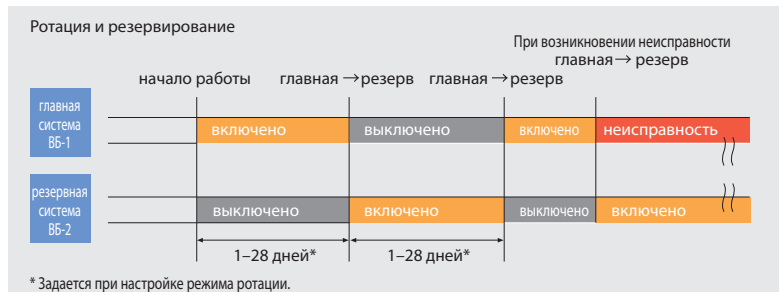 Ротация и резервирование
При возникновении неисправности
главная → резерв
начало работы главная → резерв главная → резерв
главная
система
ВБ-1
включено выключено включено неисправность
резервная
система
ВБ-2
выключено включено выключено включено
1–28 дней* 1–28 дней*
* Задается при настройке режима ротации.